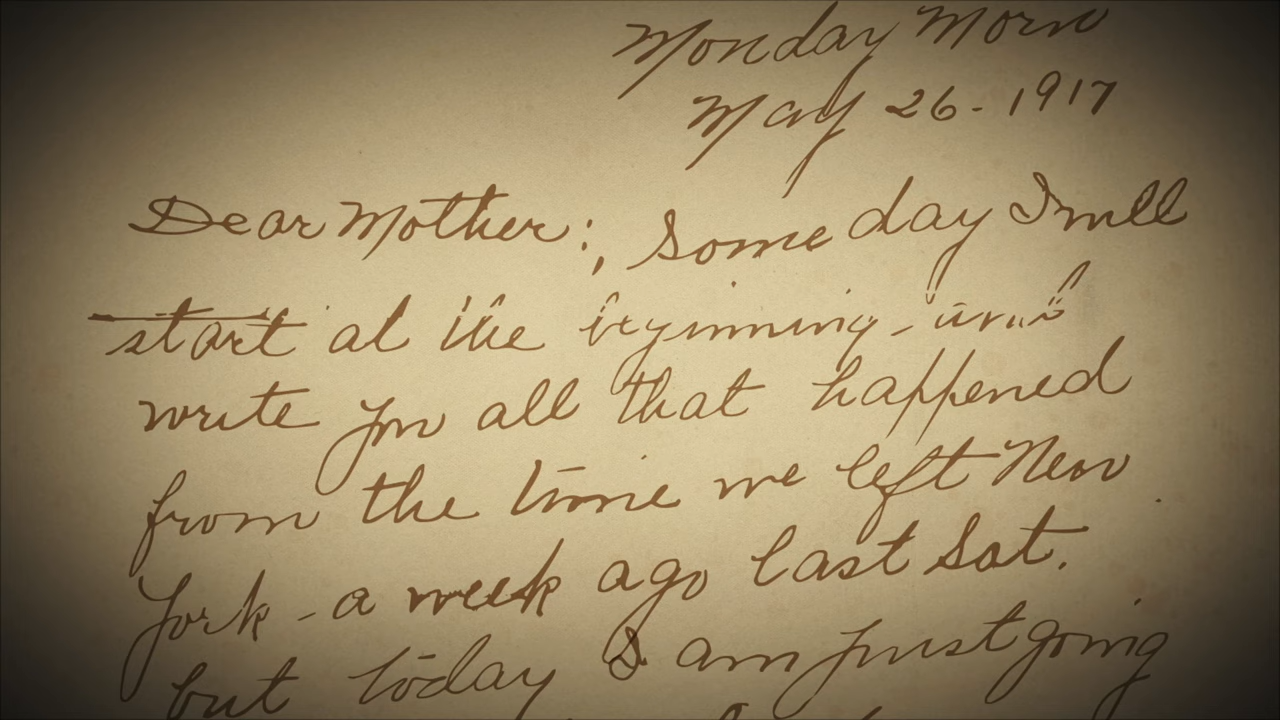 Monday Morn
May 26-1917
Dear Mother; Some day I will
start at the beginning - and
write you all that happened
from the time we left New
York - a week ago last Sat.
but today I am just going